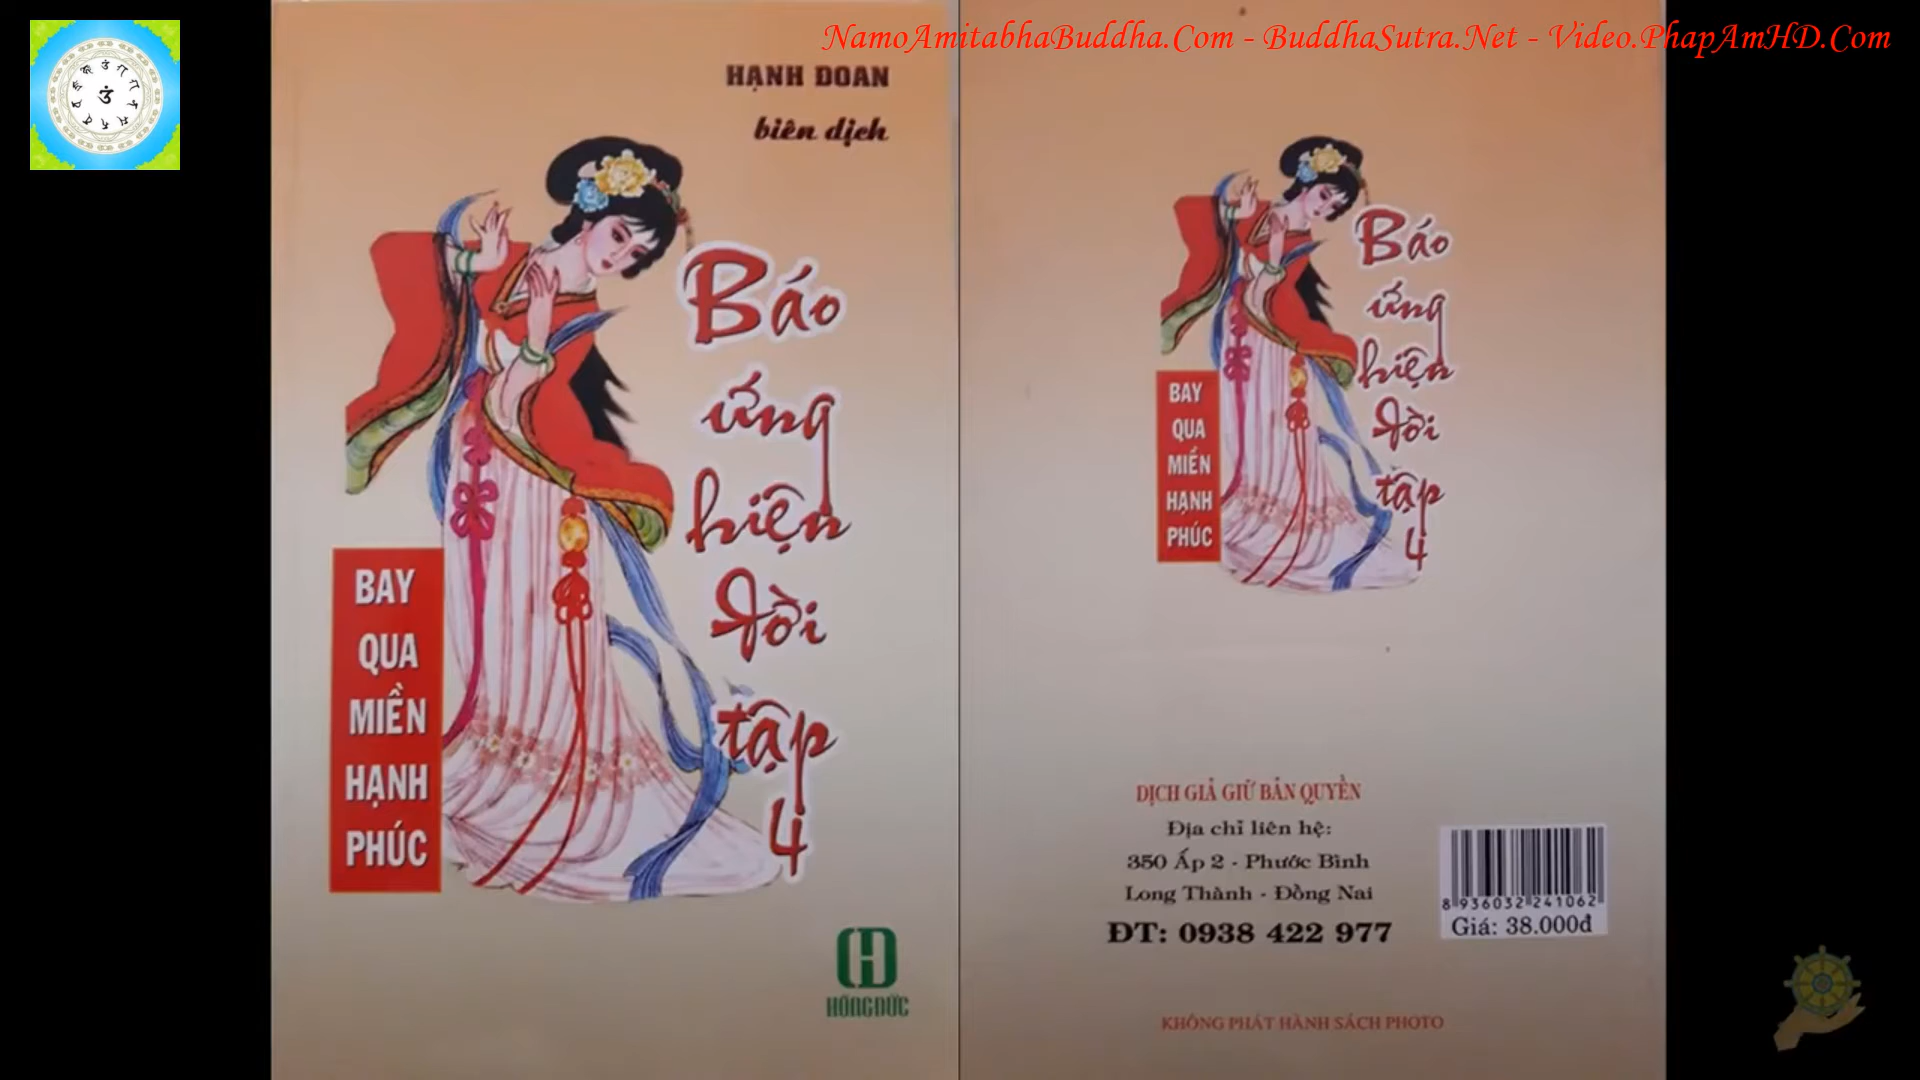 NamoAmitabhaBuddha.Com - BuddhaSutra.Net - Video.PhapAmHD.Com
HẠNH ĐOAN
biên dịch
Báo
ứng
hiện
đời
tập
4
BAY
QUA
MIỀN
HẠNH
PHÚC
HỒNG ĐỨC
Báo
ứng
hiện
đời
tập
4
BAY
QUA
MIỀN
HẠNH
PHÚC
DỊCH GIẢ GIỮ BẢN QUYỀN
Địa chỉ liên hệ:
350 Ấp 2 - Phước Bình
Long Thành - Đồng Nai
ĐT: 0938 422 977
8 936032 241062
Giá: 38.000đ
KHÔNG PHÁT HÀNH SÁCH PHOTO